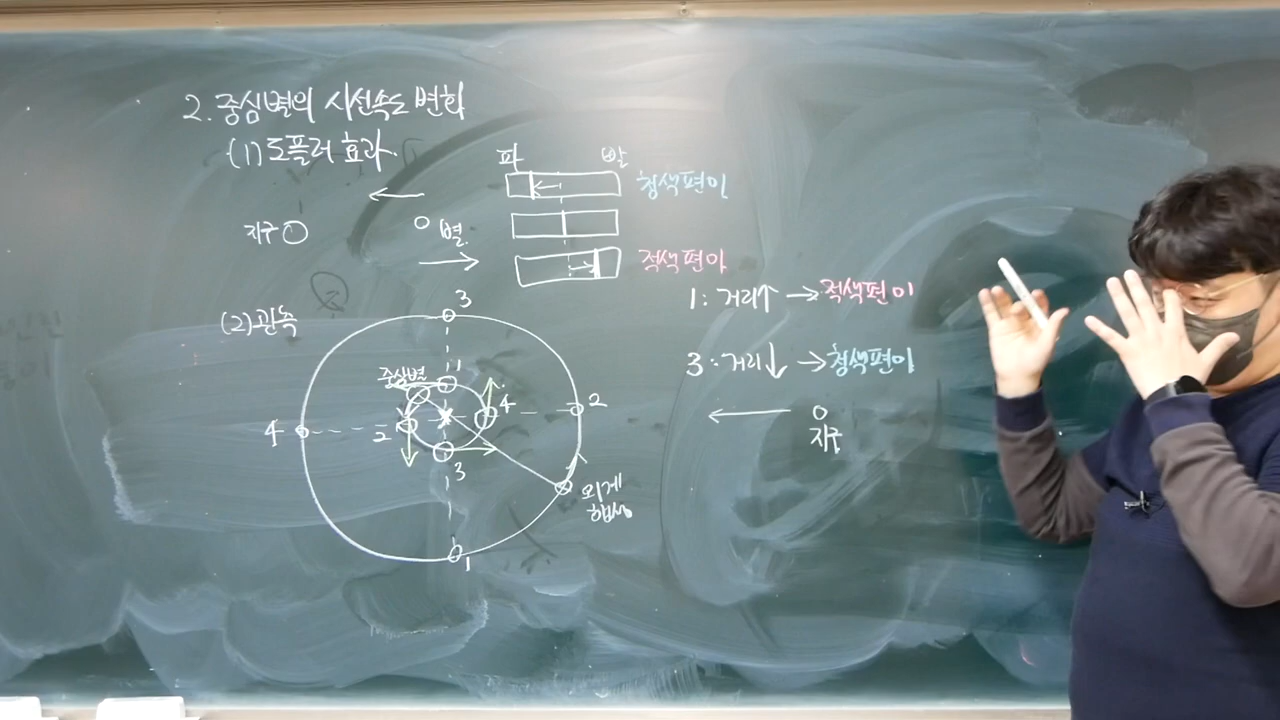 2. 중심별의 시선속도 변화
(1) 도플러 효과
파 빨
청색편이
지구 별
적색편이
1: 거리↑ → 적색편이
(2) 관측
3
3: 거리↓ → 청색편이
중심별 1
4 2 4 2
지구
3
외계
행성
1